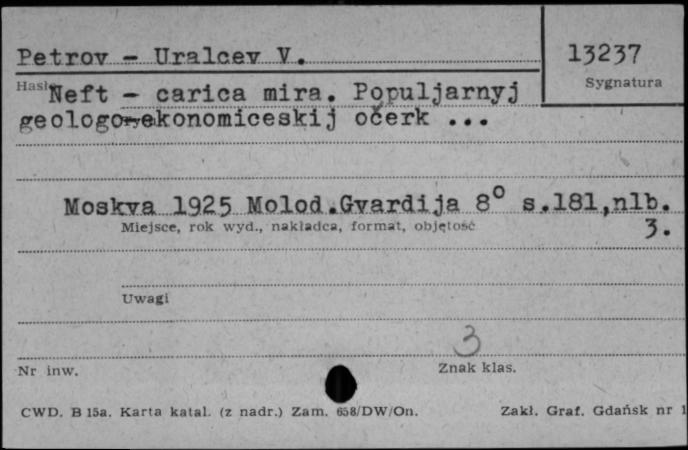 Petrov - Uralcev V.
13237
Sygnatura
Hasło
Neft - carica mira. Populjarnyj
geologo-ekonomiceskij očerk ...
Moskva 1925 Molod.Gvardija 8° s.181,nlb.
Miejsce, rok wyd., nakładca, format, objętość
3.
Uwagi
3
Nr inw.
Znak klas.
CWD. B 15a. Karta katal. (z nadr.) Zam. 658/DW/On.
Zakł. Graf. Gdańsk nr 1